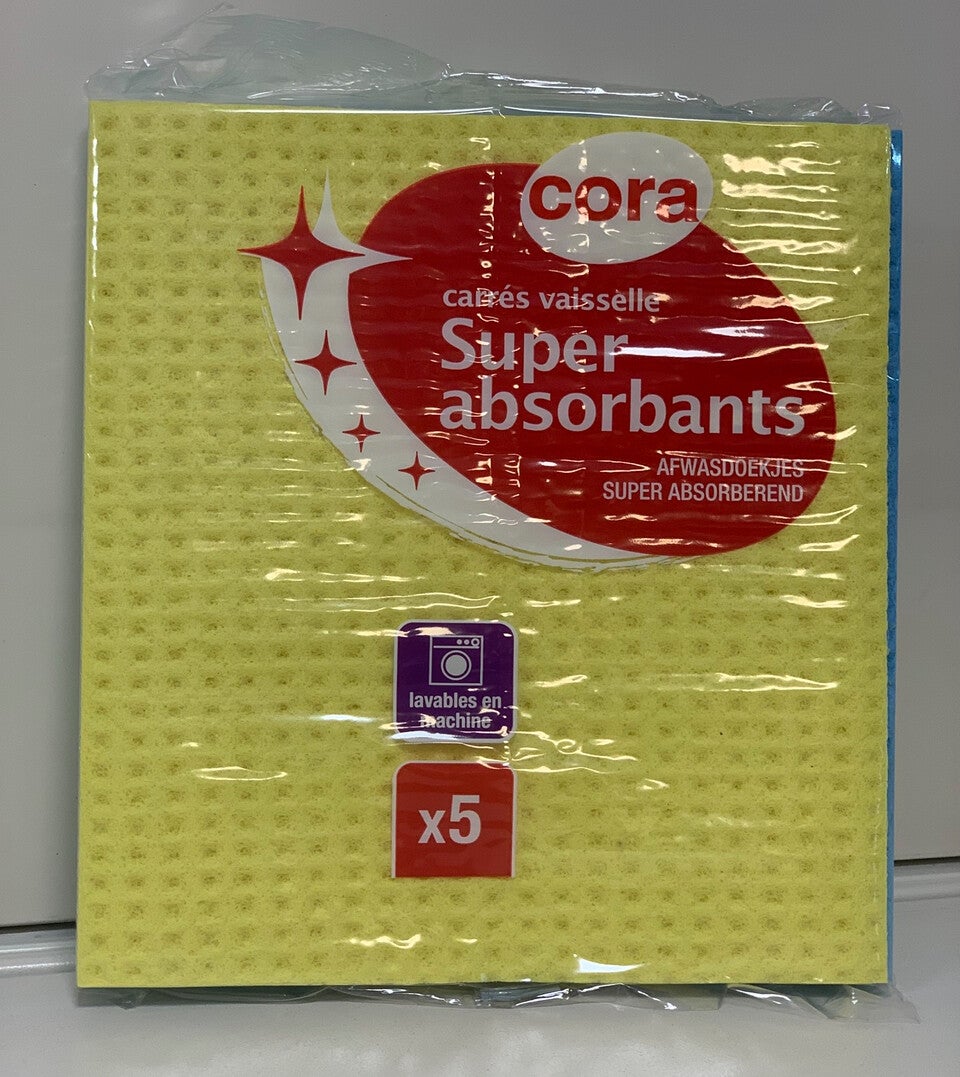 cora
carrés vaisselle
Super
absorbants
AFWASDOEKJES
SUPER ABSORBEREND
lavables en
machine
x5